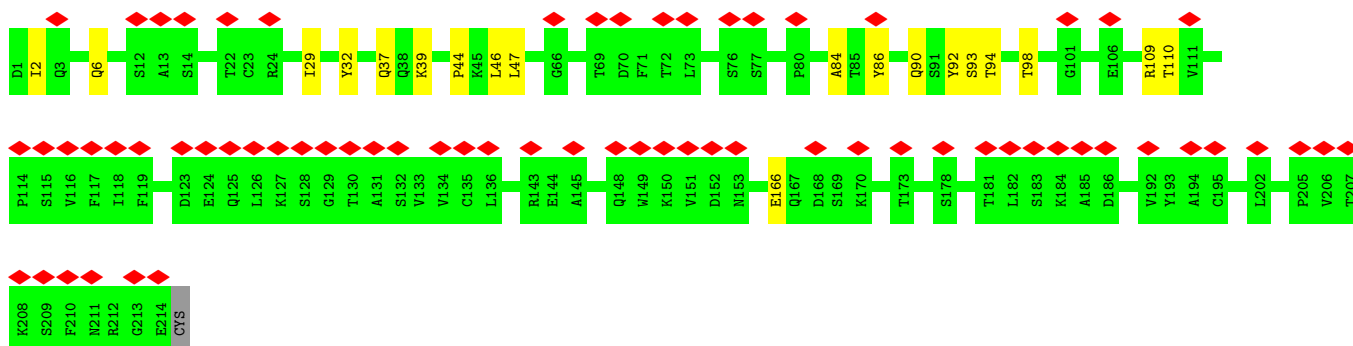 D1 I2 Q3 Q6 S12 A13 S14 T22 C23 R24 I29 Y32 Q37 Q38 K39 P44 K45 L46 L47 G66 T69 D70 F71 T72 L73 S76 S77 P80 A84 T85 Y86 Q90 S91 Y92 S93 T94 T98 G101 E106 R109 T110 V111
P114 S115 V116 F117 I118 F119 D123 E124 Q125 L126 K127 S128 G129 T130 A131 S132 V133 V134 C135 L136 R143 E144 A145 Q148 W149 K150 V151 D152 N153 E166 Q167 D168 S169 K170 T173 S178 T181 L182 S183 K184 A185 D186 V192 Y193 A194 C195 L202 P205 V206 T207
K208 S209 F210 N211 R212 G213 E214 CYS